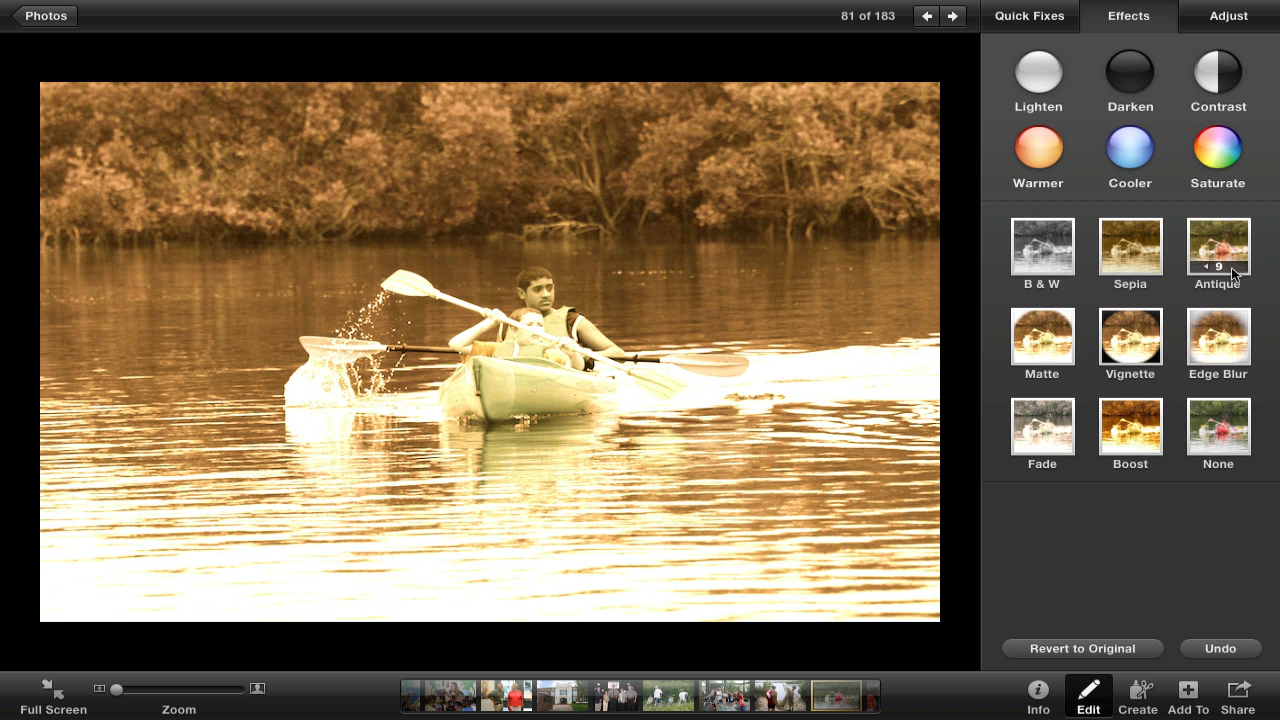 Photos
81 of 183
Quick Fixes
Effects
Adjust
Lighten
Darken
Contrast
Warmer
Cooler
Saturate
9
B & W
Sepia
Antique
Matte
Vignette
Edge Blur
Fade
Boost
None
Revert to Original
Undo
Full Screen
Zoom
Info
Edit
Create
Add To
Share